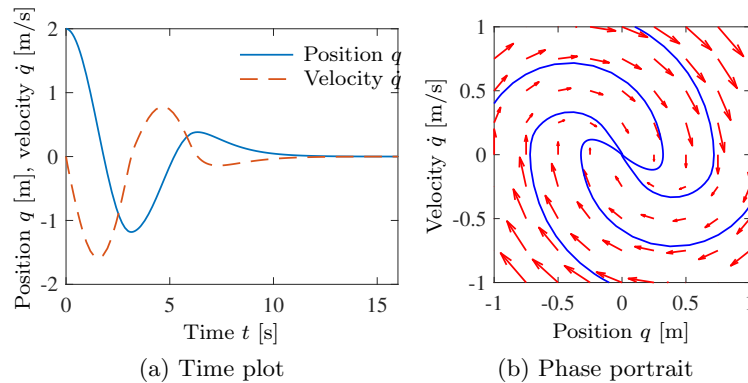 Position q [m], velocity q̇ [m/s]
2
1
0
-1
-2
0
5
10
15
Time t [s]
Position q
Velocity q̇
(a) Time plot
Velocity q̇ [m/s]
1
0.5
0
-0.5
-1
-1
-0.5
0
0.5
1
Position q [m]
(b) Phase portrait